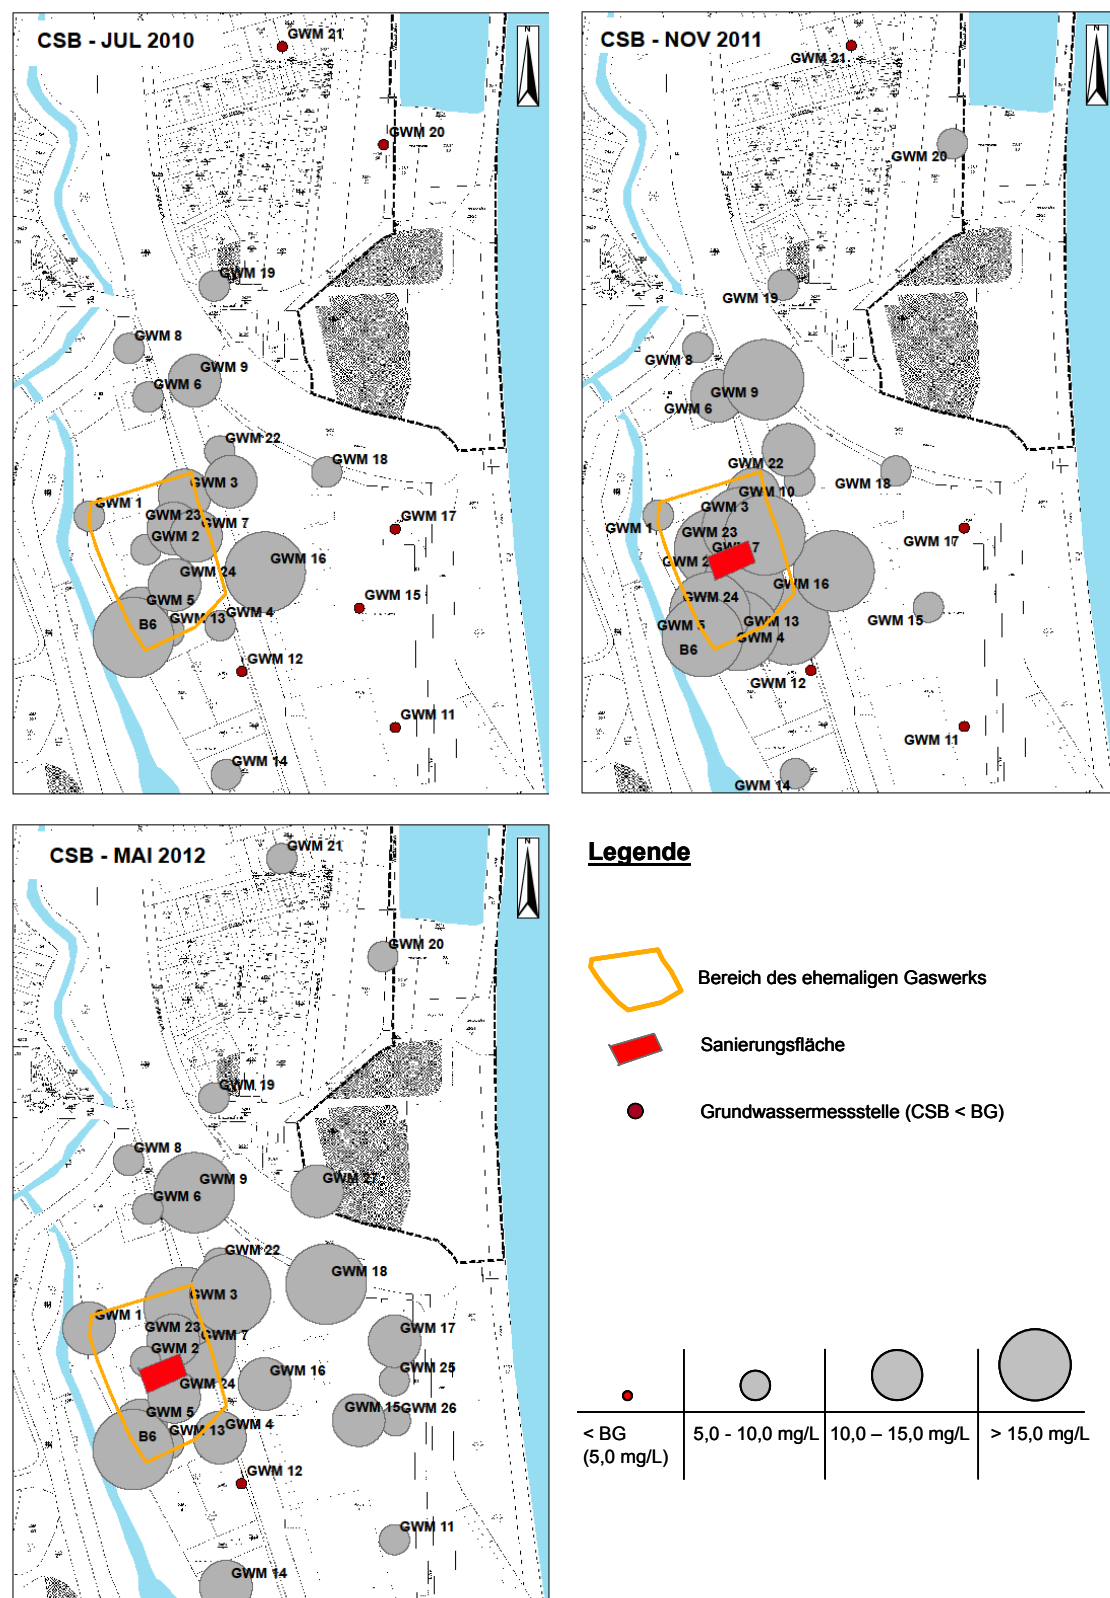 CSB - JUL 2010
GWM 21
GWM 20
GWM 19
GWM 8
GWM 9
GWM 6
GWM 22
GWM 18
GWM 3
GWM 1
GWM 23
GWM 7
GWM 17
GWM 2
GWM 16
GWM 24
GWM 15
GWM 5
GWM 13
GWM 4
B6
GWM 12
GWM 11
GWM 14
CSB - NOV 2011
GWM 21
GWM 20
GWM 19
GWM 8
GWM 9
GWM 6
GWM 22
GWM 18
GWM 10
GWM 3
GWM 1
GWM 23
GWM 17
GWM 7
GWM 2
GWM 16
GWM 24
GWM 15
GWM 5
GWM 13
GWM 4
B6
GWM 12
GWM 11
GWM 14
CSB - MAI 2012
GWM 21
GWM 20
GWM 19
GWM 8
GWM 9
GWM 27
GWM 6
GWM 22
GWM 18
GWM 3
GWM 1
GWM 23
GWM 7
GWM 17
GWM 2
GWM 16
GWM 25
GWM 24
GWM 5
GWM 15
GWM 26
GWM 13
GWM 4
B6
GWM 12
GWM 11
GWM 14
Legende
Bereich des ehemaligen Gaswerks
Sanierungsfläche
Grundwassermessstelle (CSB < BG)
< BG
(5,0 mg/L)
5,0 - 10,0 mg/L
10,0 – 15,0 mg/L
> 15,0 mg/L